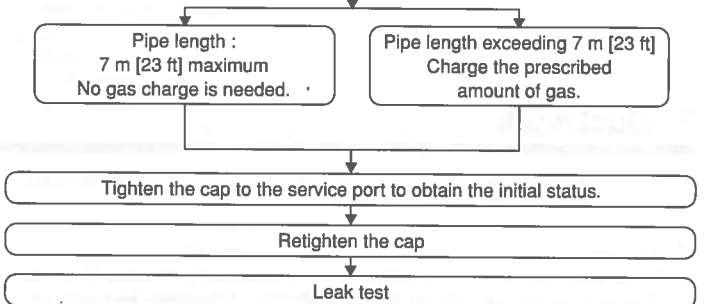 Pipe length :
7 m [23 ft] maximum
No gas charge is needed.
Pipe length exceeding 7 m [23 ft]
Charge the prescribed
amount of gas.
Tighten the cap to the service port to obtain the initial status.
Retighten the cap
Leak test